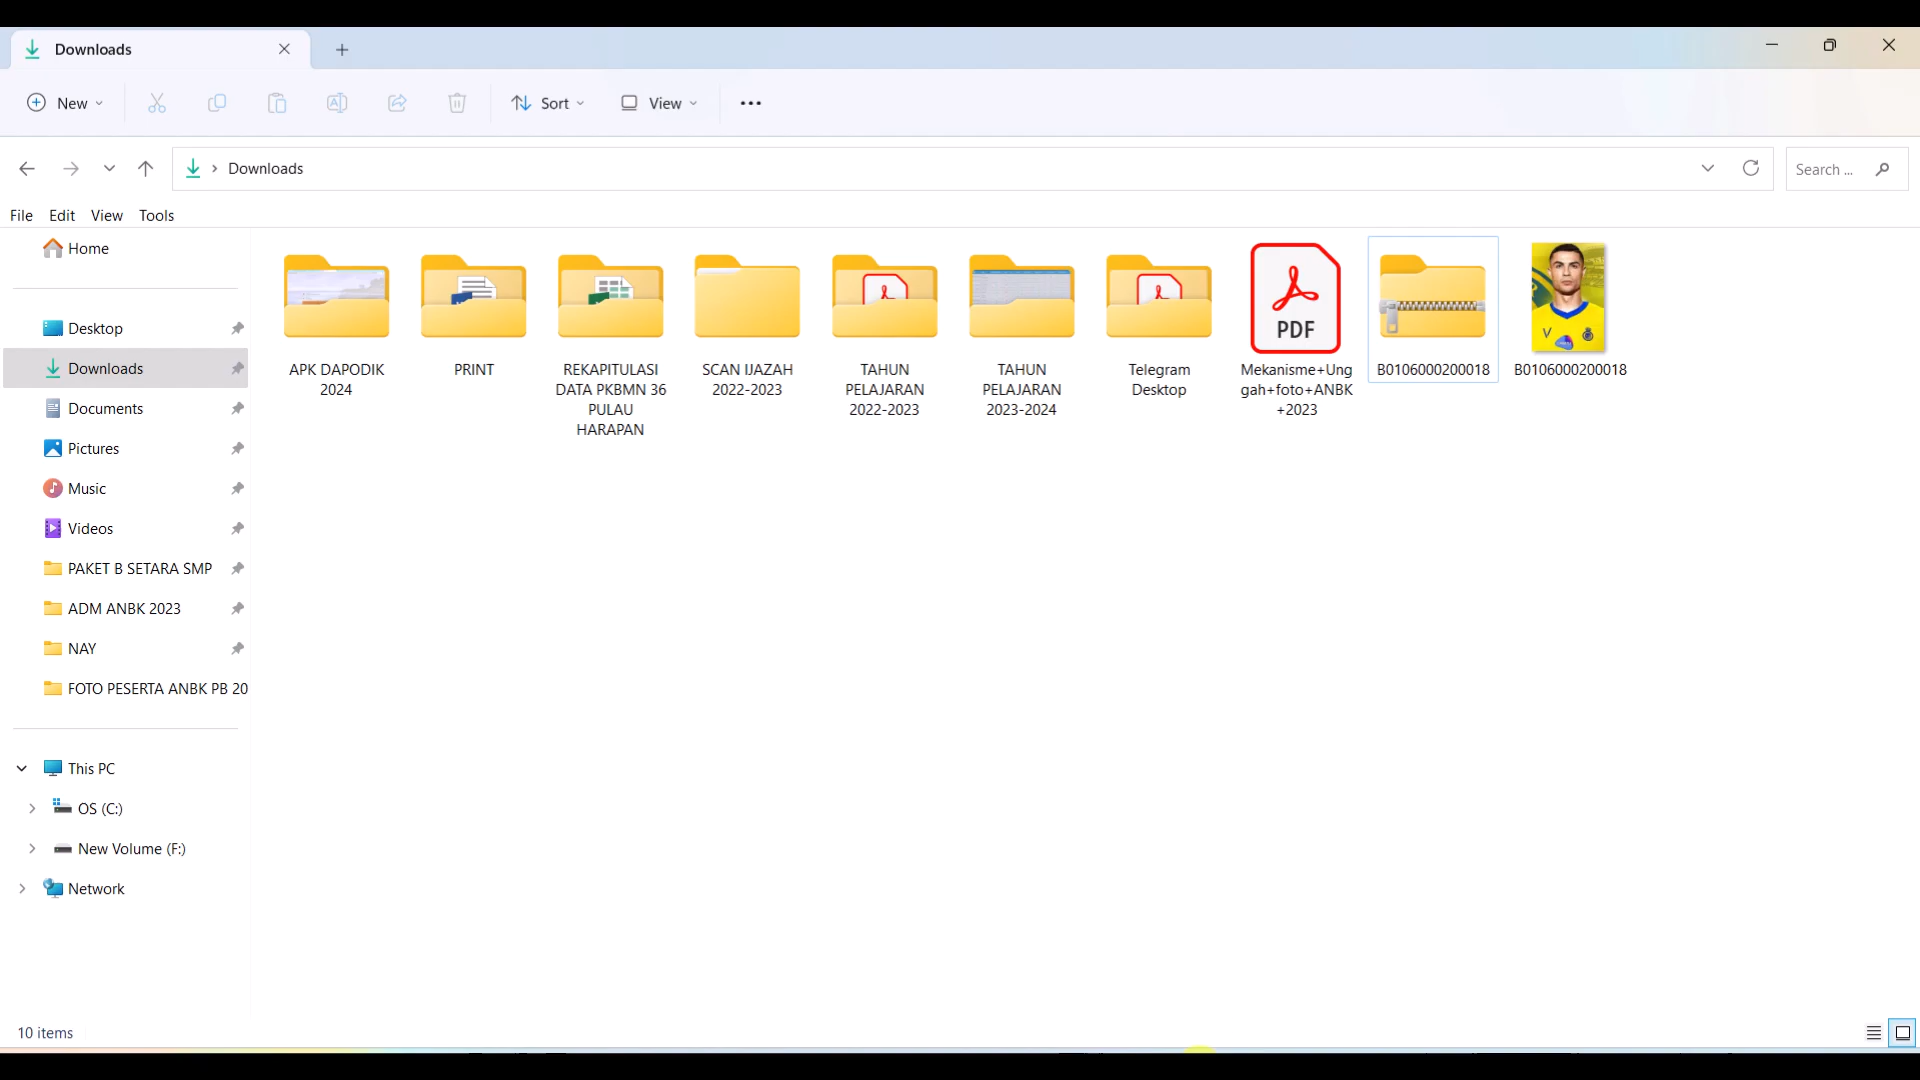 Downloads
New
Sort
View
Downloads
Search ...
File Edit View Tools
Home
Desktop
Downloads
Documents
Pictures
Music
Videos
PAKET B SETARA SMP
ADM ANBK 2023
NAY
FOTO PESERTA ANBK PB 20
This PC
OS (C:)
New Volume (F:)
Network
APK DAPODIK
2024
PRINT
REKAPITULASI
DATA PKBMN 36
PULAU
HARAPAN
SCAN IJAZAH
2022-2023
TAHUN
PELAJARAN
2022-2023
TAHUN
PELAJARAN
2023-2024
Telegram
Desktop
PDF
Mekanisme+Ung
gah+foto+ANBK
+2023
B0106000200018
B0106000200018
10 items